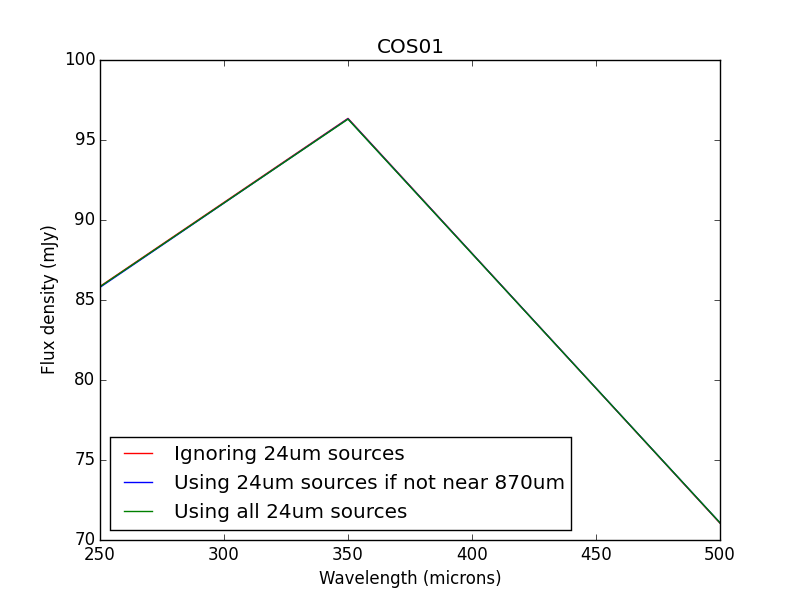 COS01
100
95
90
85
80
75
70
Flux density (mJy)
Ignoring 24um sources
Using 24um sources if not near 870um
Using all 24um sources
250 300 350 400 450 500
Wavelength (microns)